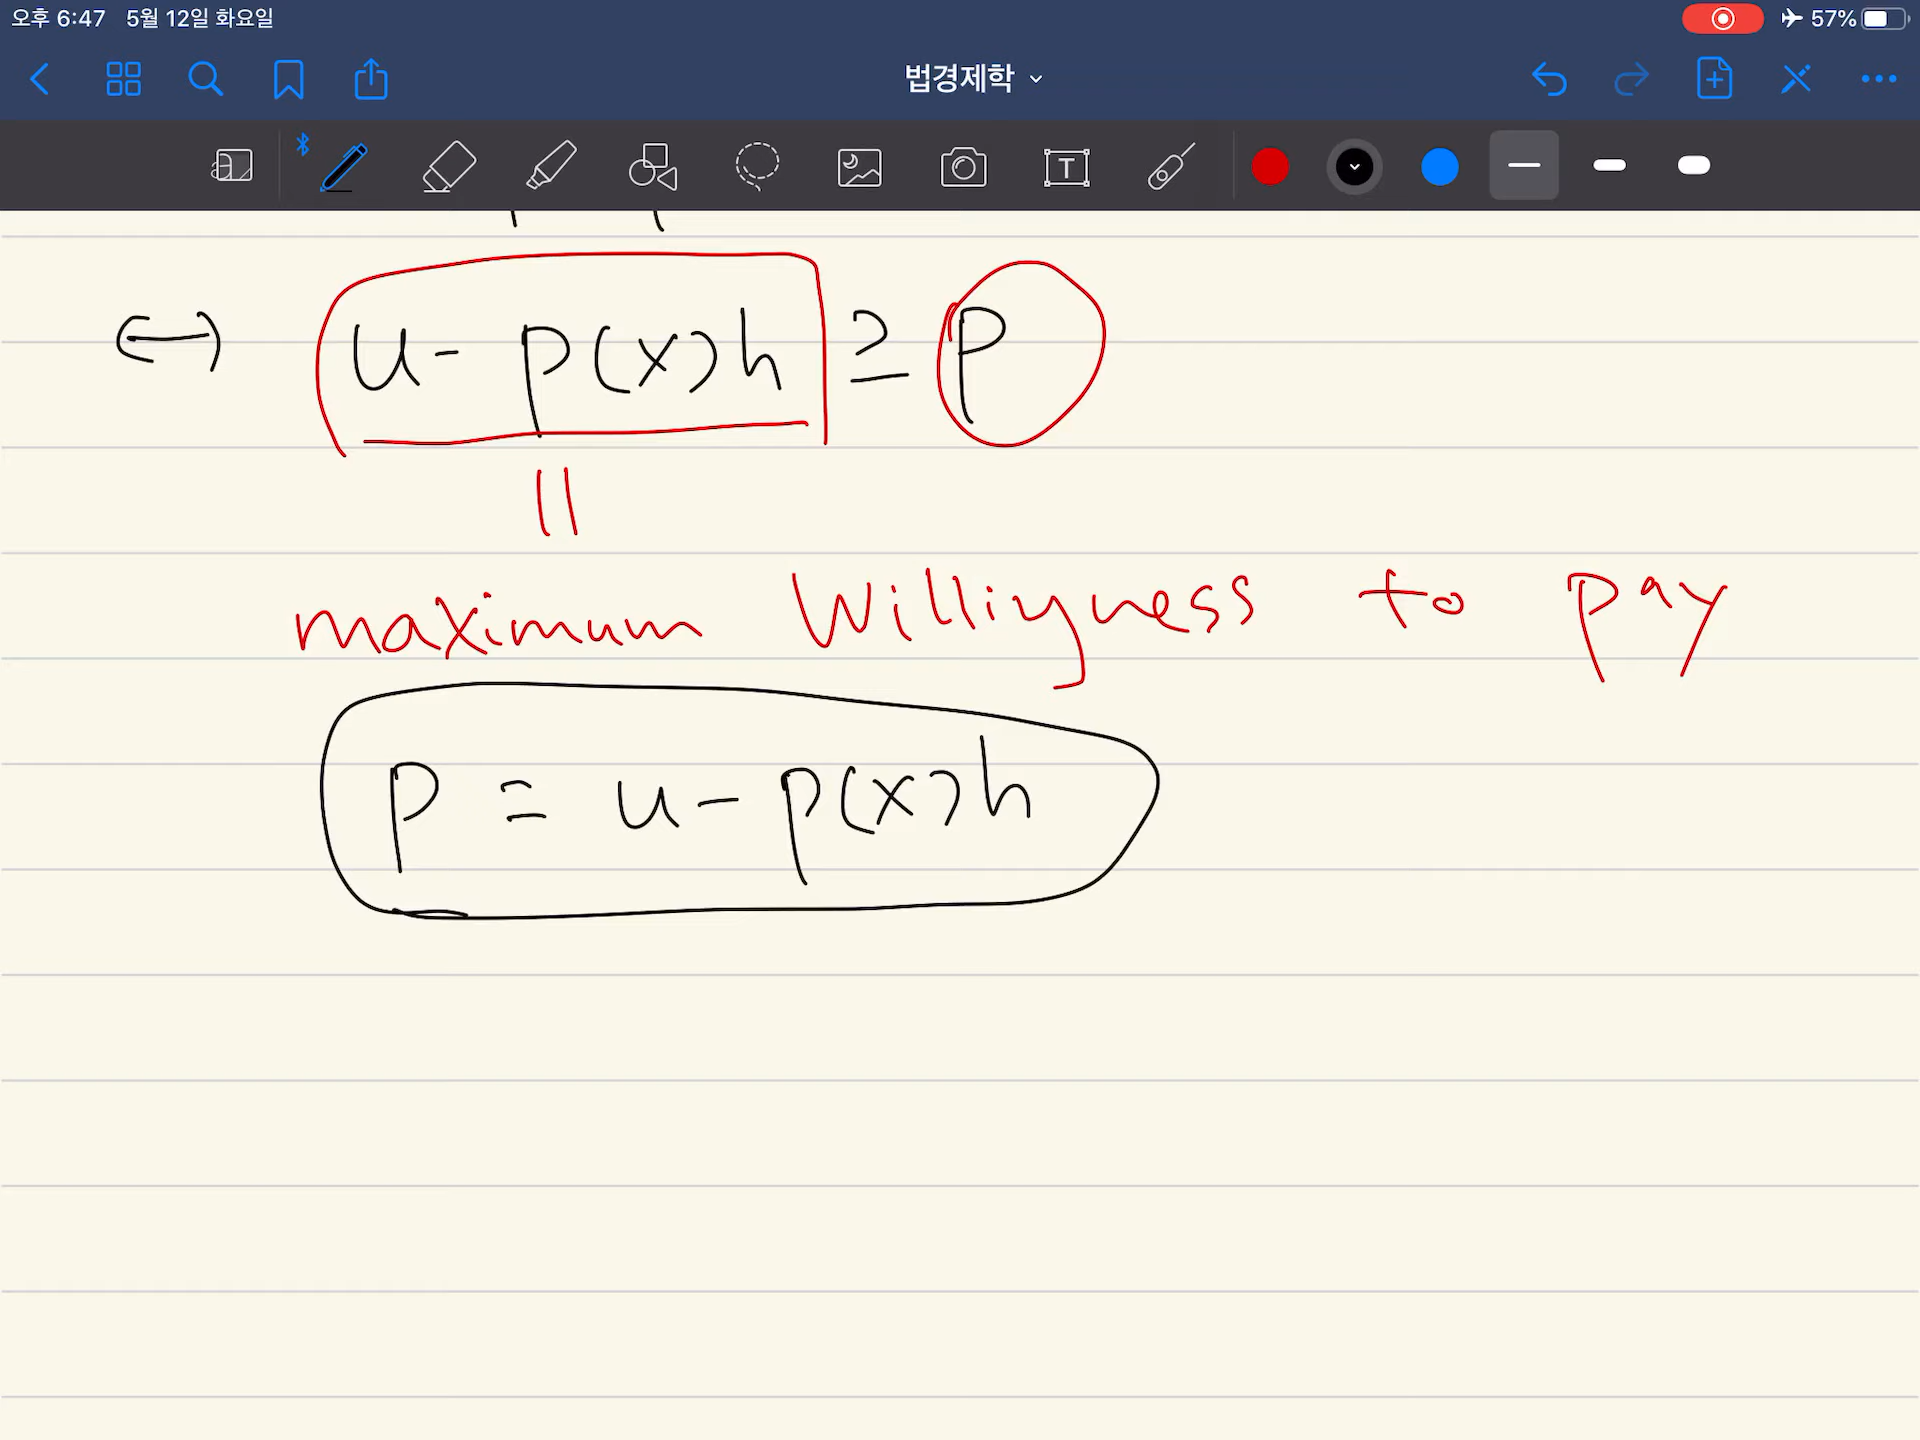 오후 6:47 5월 12일 화요일 57%
법경제학
T
↔ u - p(x)h ≥ p
||
maximum Willingness to pay
p = u - p(x)h